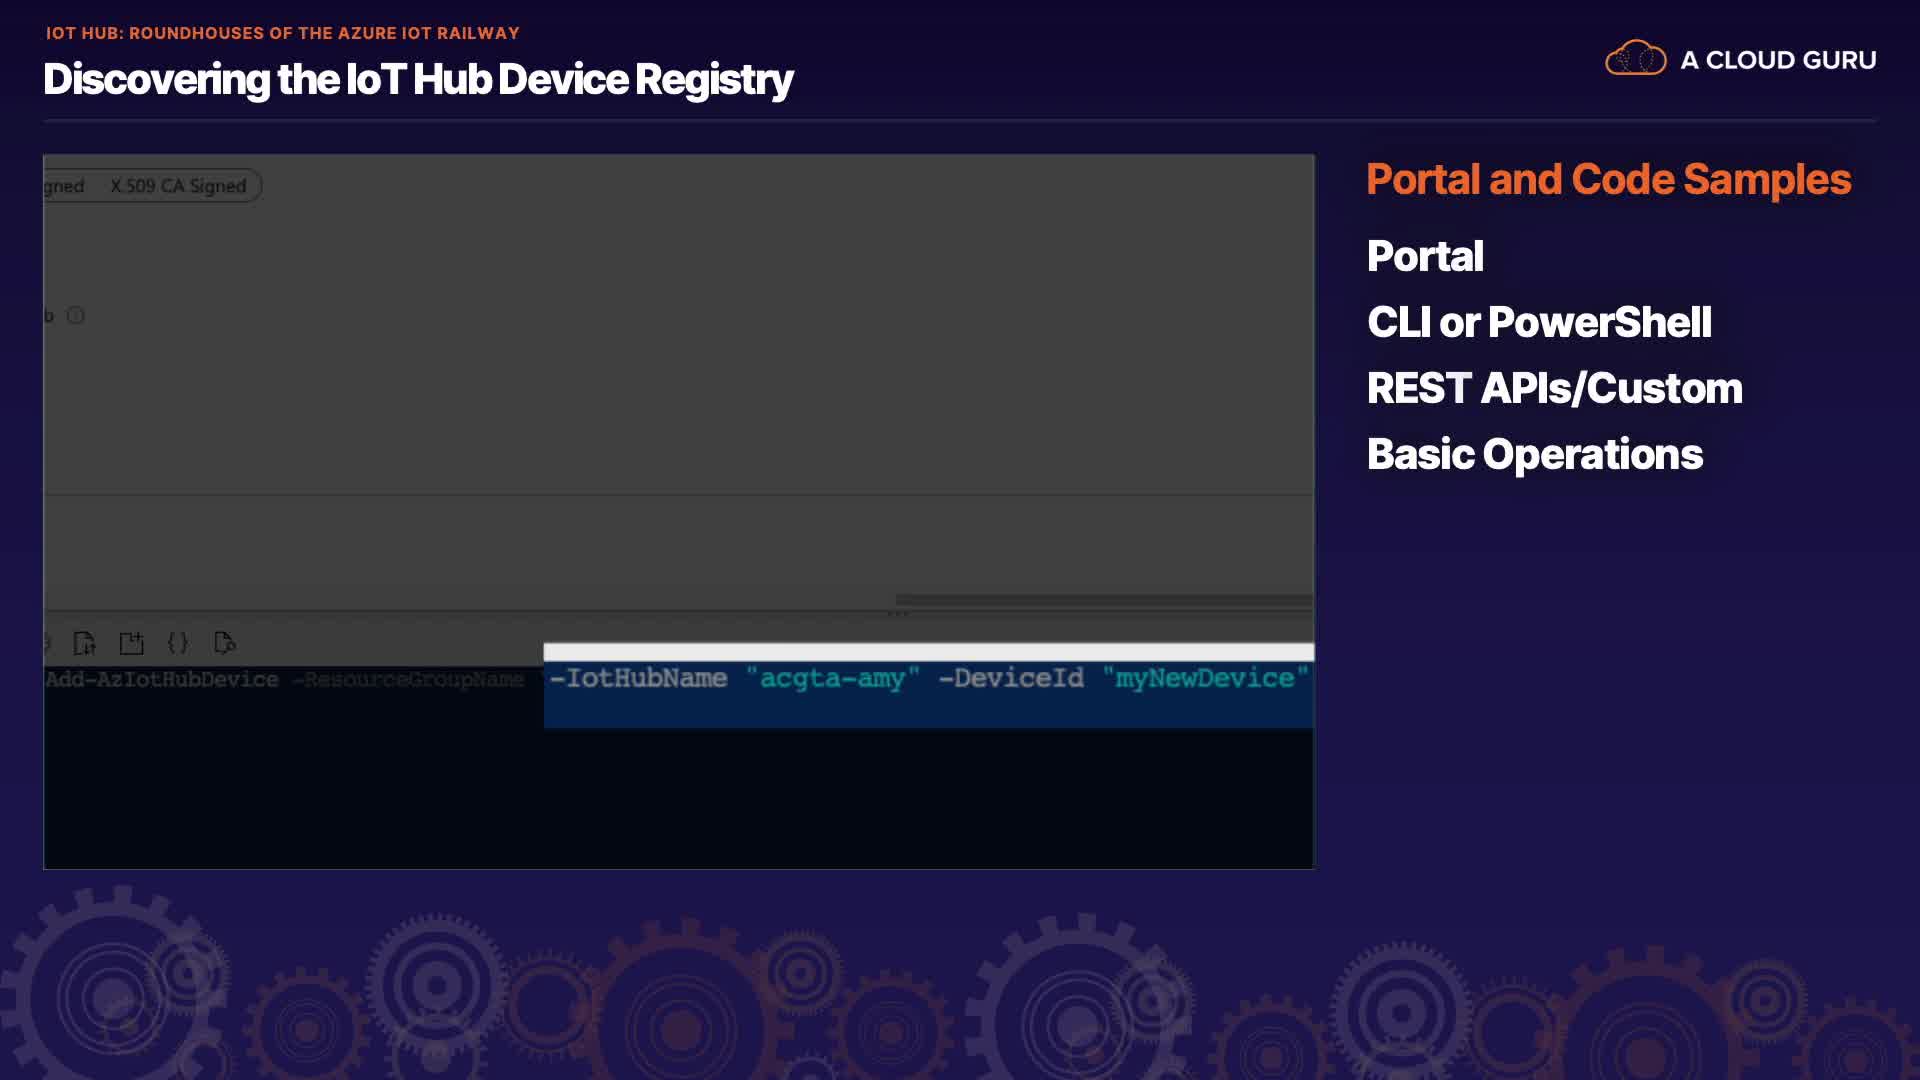 IOT HUB: ROUNDHOUSES OF THE AZURE IOT RAILWAY
Discovering the IoT Hub Device Registry
A CLOUD GURU
gned X.509 CA Signed
b
Add-AzIotHubDevice -ResourceGroupName -IotHubName "acgta-amy" -DeviceId "myNewDevice"
Portal and Code Samples
Portal
CLI or PowerShell
REST APIs/Custom
Basic Operations